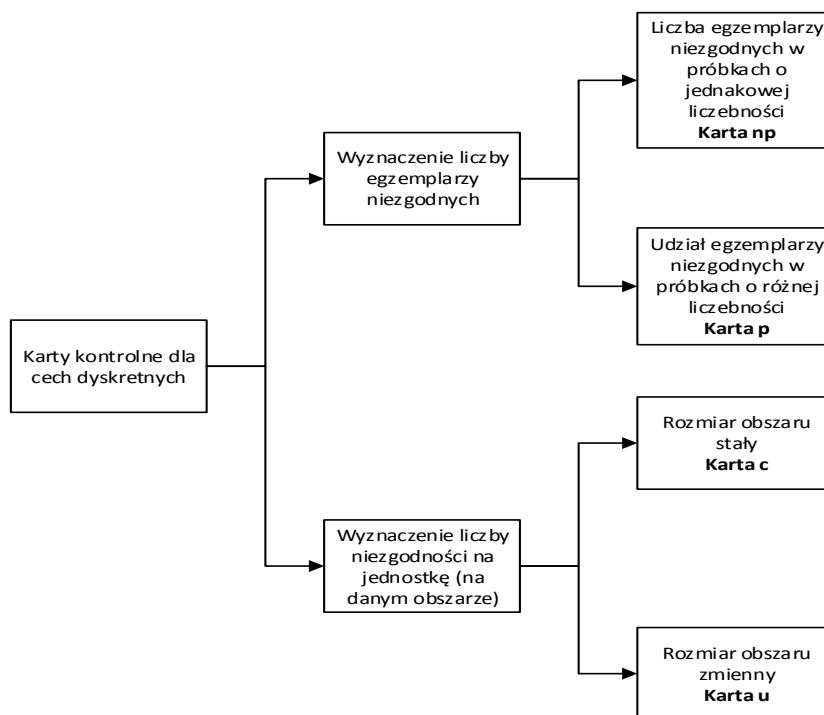 Karty kontrolne dla
cech dyskretnych
Wyznaczenie liczby
egzemplarzy
niezgodnych
Liczba egzemplarzy
niezgodnych w
próbkach o
jednakowej
liczebności
Karta np
Udział egzemplarzy
niezgodnych w
próbkach o różnej
liczebności
Karta p
Wyznaczenie liczby
niezgodności na
jednostkę (na
danym obszarze)
Rozmiar obszaru
stały
Karta c
Rozmiar obszaru
zmienny
Karta u